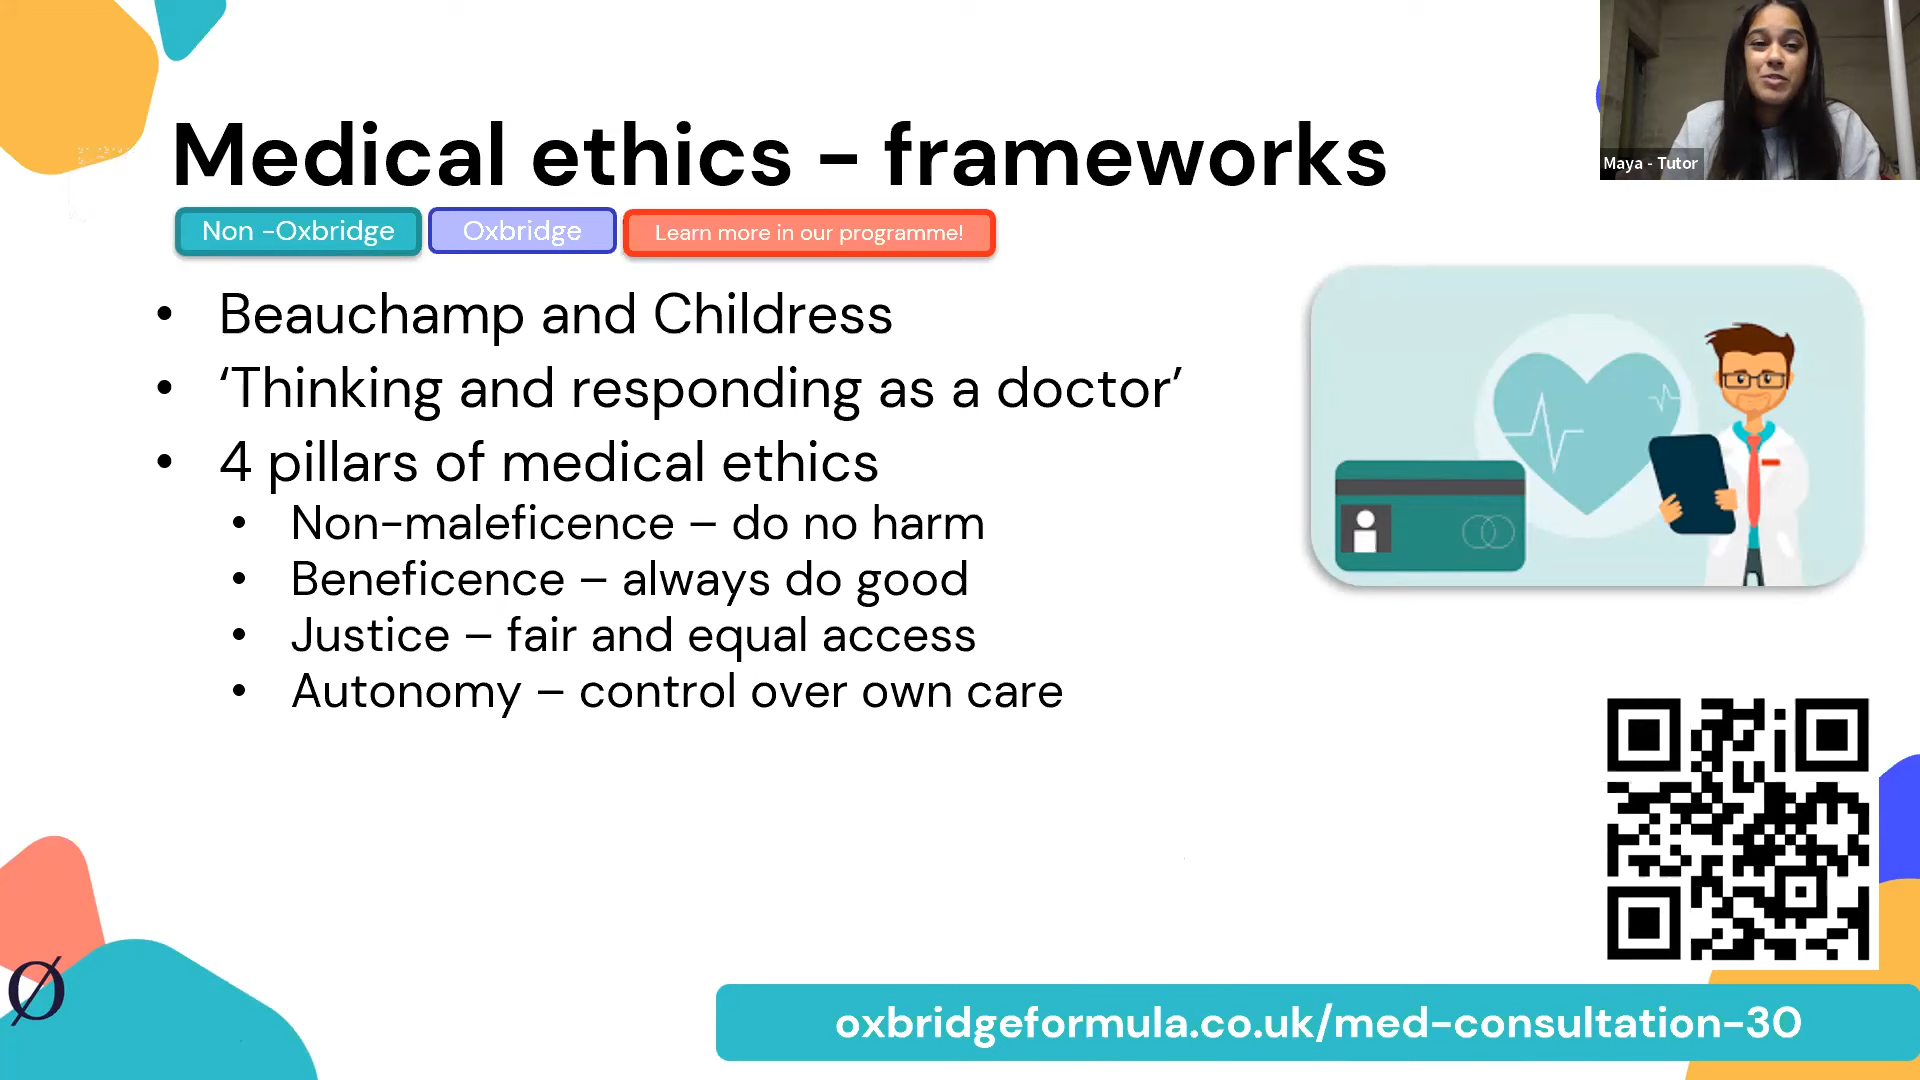 Medical ethics – frameworks
Maya - Tutor
Non -Oxbridge
Oxbridge
Learn more in our programme!
• Beauchamp and Childress
• ‘Thinking and responding as a doctor’
• 4 pillars of medical ethics
• Non-maleficence – do no harm
• Beneficence – always do good
• Justice – fair and equal access
• Autonomy – control over own care
Ø
oxbridgeformula.co.uk/med-consultation-30